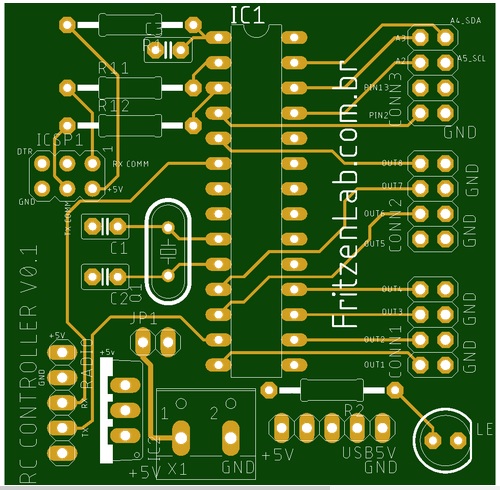 IC1
A4_SDA
A3
A2
A5_SCL
R11
PIN13
CONN3
R12
PIN2
GND
ICSP1
1
DTR
RX COMM
OUT8
GND
+5V
OUT7
GND
TX COMM
OUT6
CONN2
C1
OUT5
FritzenLab.com.br
C2
Q1
OUT4
GND
RC CONTROLLER V0.1
OUT3
JP1
+5V
OUT2
CONN1
GND
RADIO
+5v
OUT1
GND
RX
1
2
R2
TX
IC2
+5V
USB5V
LE
+5V
X1
GND
GND